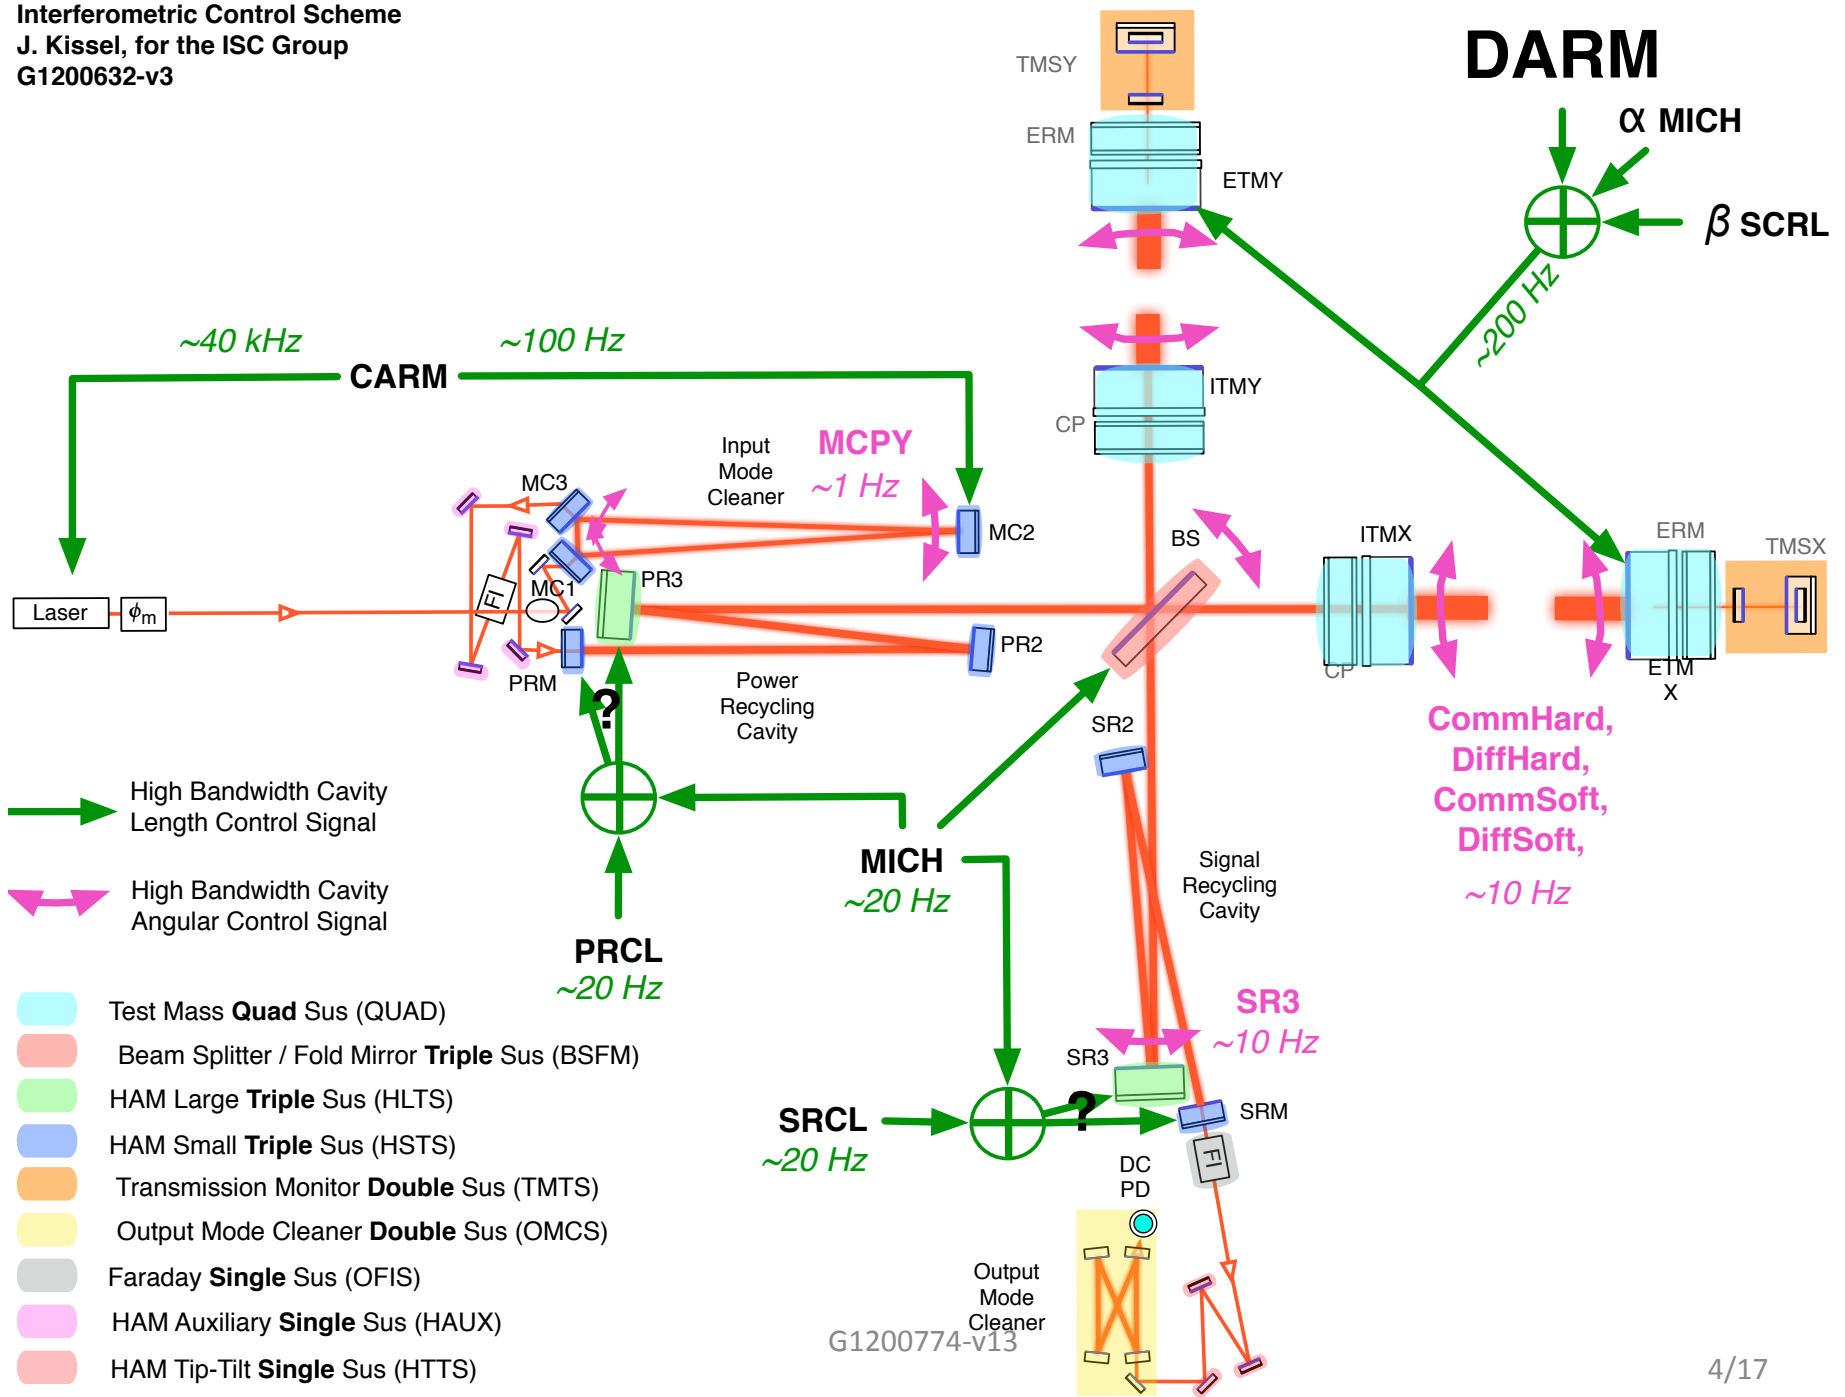 Interferometric Control Scheme
J. Kissel, for the ISC Group
G1200632-v3
DARM
α MICH
β SCRL
~200 Hz
TMSY
ERM
ETMY
ITMY
CP
~40 kHz
~100 Hz
CARM
Input
Mode
Cleaner
MCPY
~1 Hz
MC3
MC2
MC1
FI
PR3
Laser
ϕm
PRM
PR2
?
Power
Recycling
Cavity
BS
ITMX
CP
ERM
TMSX
ETM
X
CommHard,
DiffHard,
CommSoft,
DiffSoft,
~10 Hz
SR2
High Bandwidth Cavity
Length Control Signal
High Bandwidth Cavity
Angular Control Signal
MICH
~20 Hz
PRCL
~20 Hz
Signal
Recycling
Cavity
SR3
~10 Hz
SR3
SRM
?
SRCL
~20 Hz
FI
DC
PD
Output
Mode
Cleaner
Test Mass Quad Sus (QUAD)
Beam Splitter / Fold Mirror Triple Sus (BSFM)
HAM Large Triple Sus (HLTS)
HAM Small Triple Sus (HSTS)
Transmission Monitor Double Sus (TMTS)
Output Mode Cleaner Double Sus (OMCS)
Faraday Single Sus (OFIS)
HAM Auxiliary Single Sus (HAUX)
HAM Tip-Tilt Single Sus (HTTS)
G1200774-v13
4/17